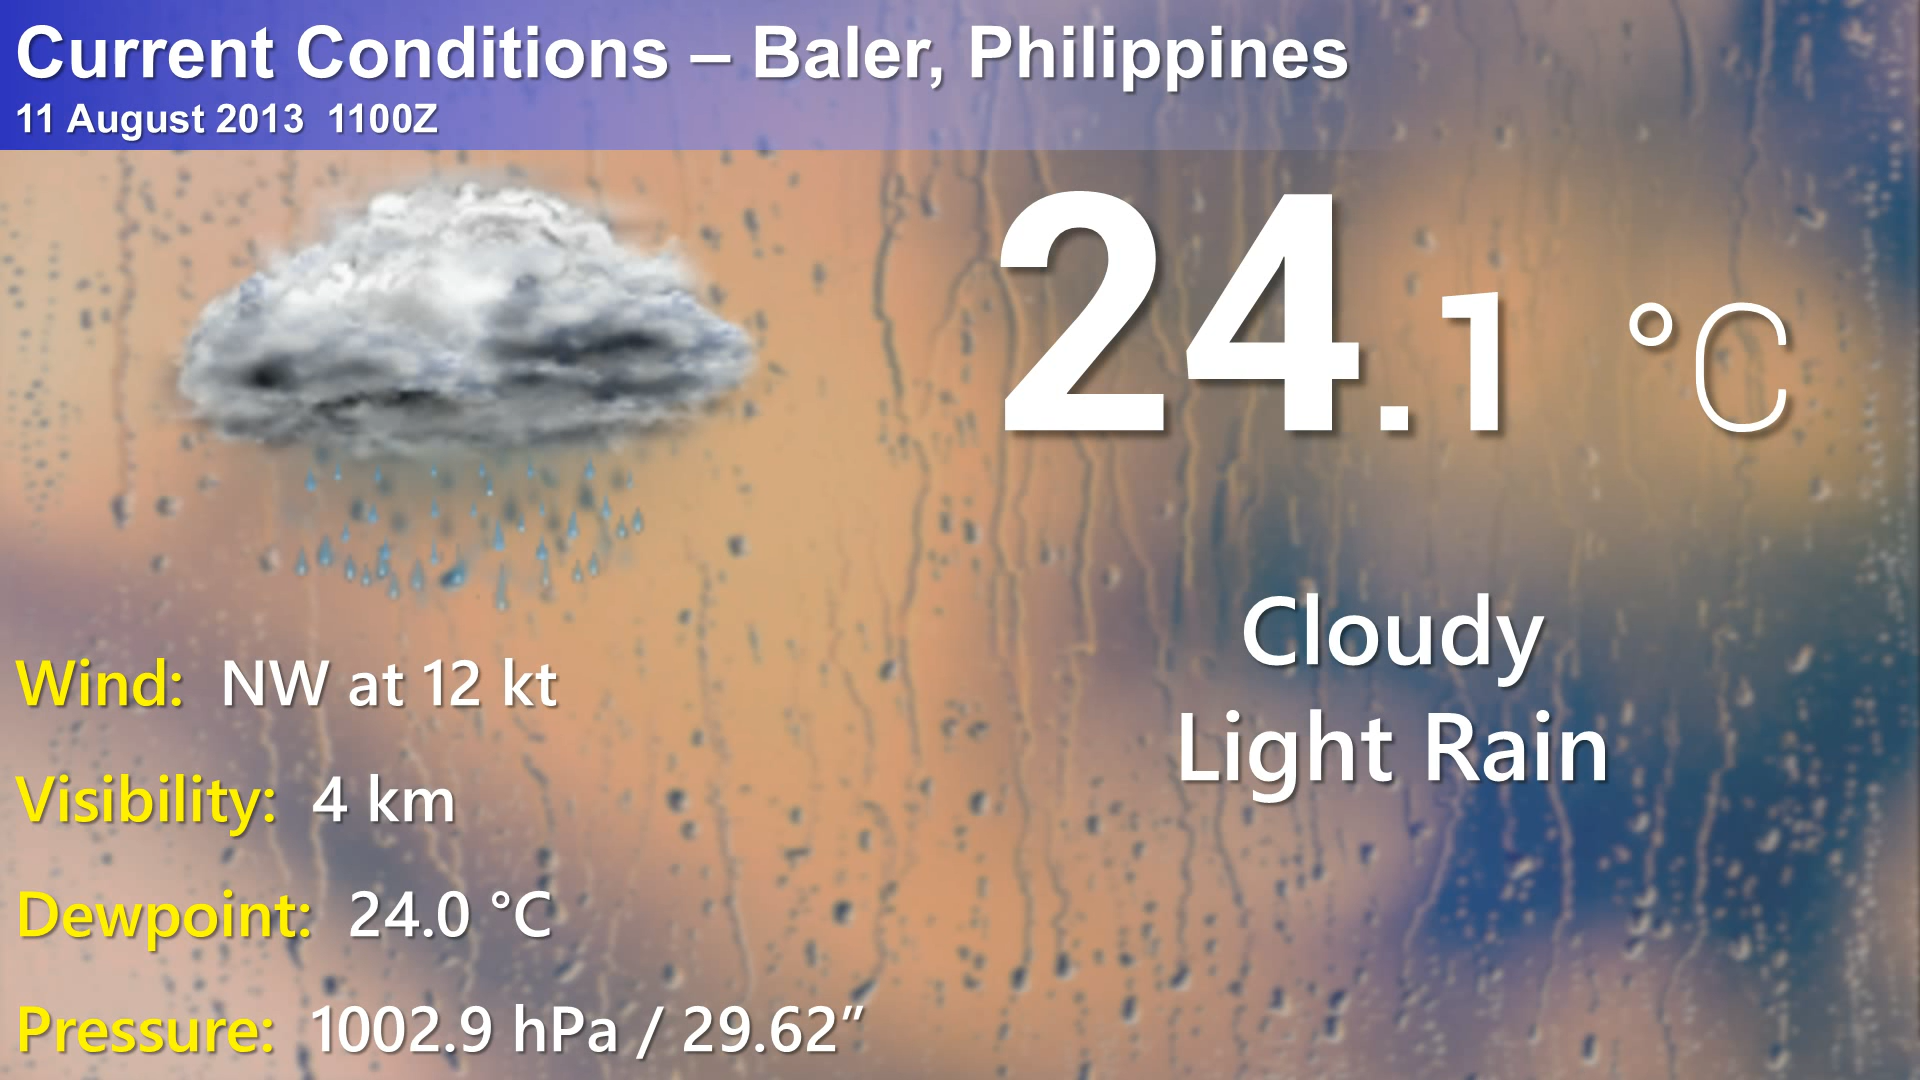 Current Conditions – Baler, Philippines
11 August 2013  1100Z
24.1 °C
Cloudy
Light Rain
Wind: NW at 12 kt
Visibility: 4 km
Dewpoint: 24.0 °C
Pressure: 1002.9 hPa / 29.62”